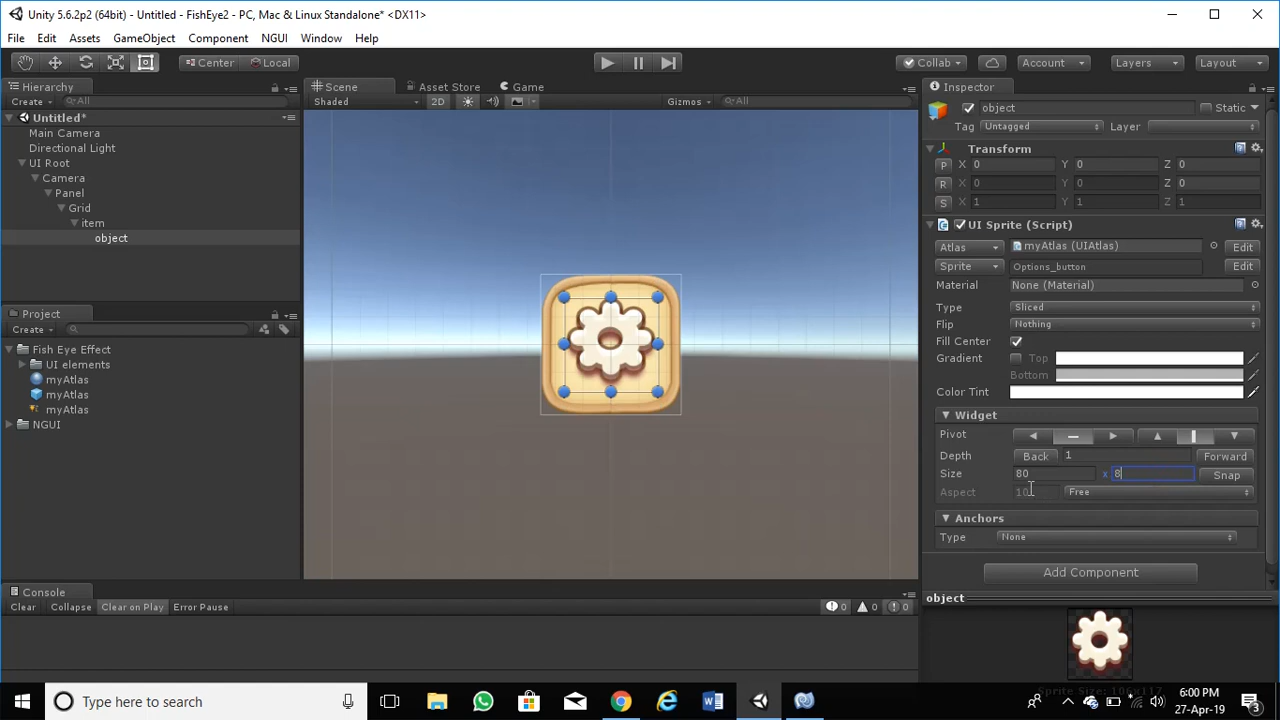 Unity 5.6.2p2 (64bit) - Untitled - FishEye2 - PC, Mac & Linux Standalone* <DX11>
File Edit Assets GameObject Component NGUI Window Help
Center Local Collab Account Layers Layout
Hierarchy
Create All
Untitled*
Main Camera
Directional Light
UI Root
Camera
Panel
Grid
item
object
Project
Create
Fish Eye Effect
UI elements
myAtlas
myAtlas
myAtlas
NGUI
Console
Clear Collapse Clear on Play Error Pause 0 0 0
Scene Asset Store Game
Shaded 2D Gizmos All
Inspector
object Static
Tag Untagged Layer
Transform
P X 0 Y 0 Z 0
R X 0 Y 0 Z 0
S X 1 Y 1 Z 1
UI Sprite (Script)
Atlas myAtlas (UIAtlas) Edit
Sprite Options_button Edit
Material None (Material)
Type Sliced
Flip Nothing
Fill Center
Gradient Top
Bottom
Color Tint
Widget
Pivot
Depth Back 1 Forward
Size 80 x 8 Snap
Aspect Free
Anchors
Type None
Add Component
object
Sprite Size: 106x117
Type here to search
6:00 PM
27-Apr-19
3